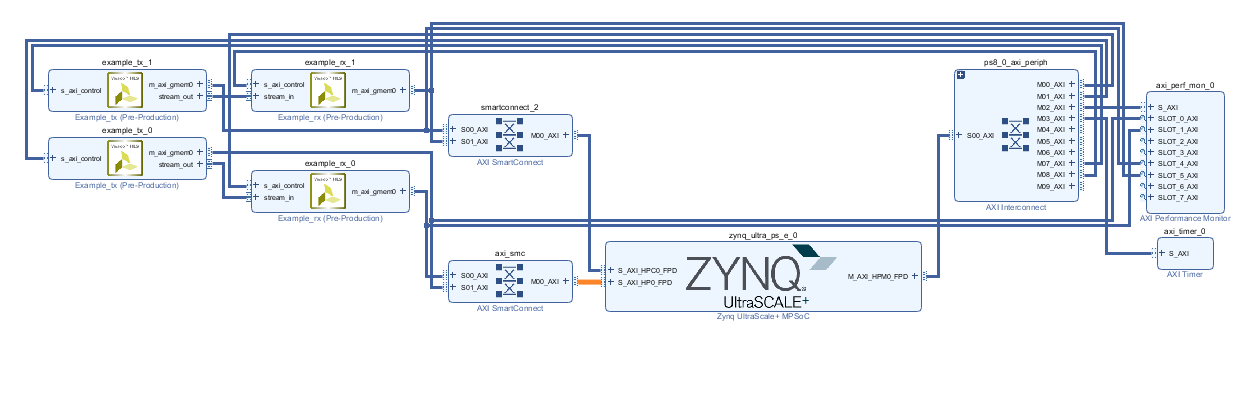 example_tx_1
s_axi_control
m_axi_gmem0
stream_out
Example_tx (Pre-Production)
example_rx_1
s_axi_control
stream_in
m_axi_gmem0
Example_rx (Pre-Production)
example_tx_0
s_axi_control
m_axi_gmem0
stream_out
Example_tx (Pre-Production)
example_rx_0
s_axi_control
stream_in
m_axi_gmem0
Example_rx (Pre-Production)
smartconnect_2
S00_AXI
S01_AXI
M00_AXI
AXI SmartConnect
axi_smc
S00_AXI
S01_AXI
M00_AXI
AXI SmartConnect
zynq_ultra_ps_e_0
S_AXI_HPC0_FPD
S_AXI_HP0_FPD
ZYNQ
UltraSCALE+
M_AXI_HPM0_FPD
Zynq UltraScale+ MPSoC
ps8_0_axi_periph
S00_AXI
M00_AXI
M01_AXI
M02_AXI
M03_AXI
M04_AXI
M05_AXI
M06_AXI
M07_AXI
M08_AXI
M09_AXI
AXI Interconnect
axi_perf_mon_0
S_AXI
SLOT_0_AXI
SLOT_1_AXI
SLOT_2_AXI
SLOT_3_AXI
SLOT_4_AXI
SLOT_5_AXI
SLOT_6_AXI
SLOT_7_AXI
AXI Performance Monitor
axi_timer_0
S_AXI
AXI Timer